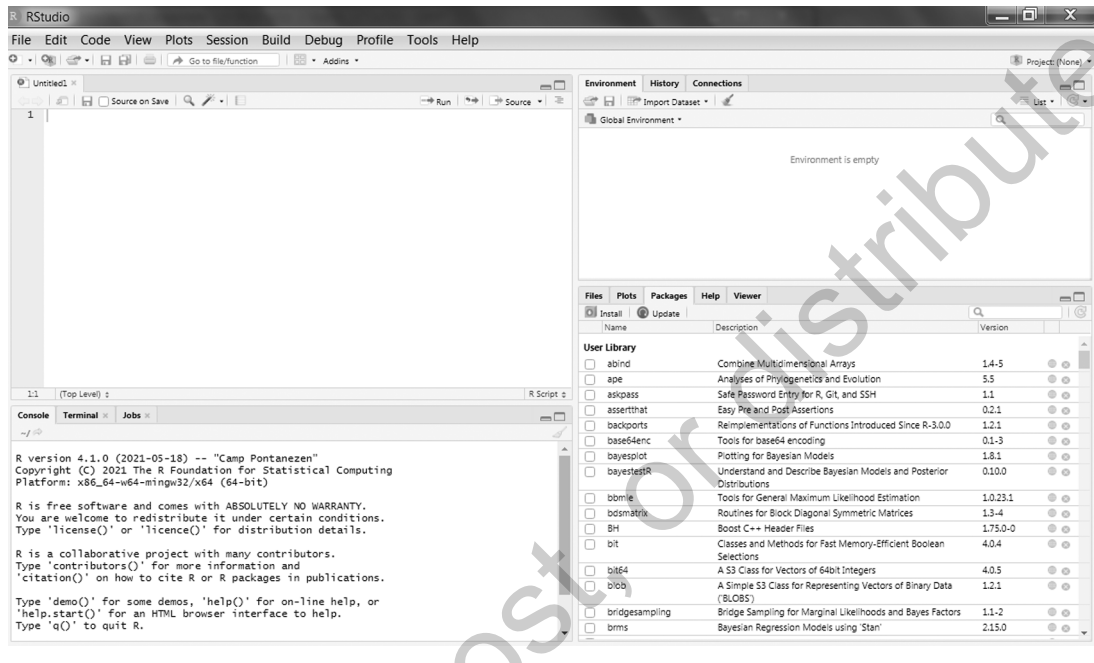 R RStudio
File Edit Code View Plots Session Build Debug Profile Tools Help
Go to file/function Addins Project: (None)
Untitled1
Source on Save Run Source
1
1:1 (Top Level) R Script
Console Terminal Jobs
~/
R version 4.1.0 (2021-05-18) -- "Camp Pontanezen"
Copyright (C) 2021 The R Foundation for Statistical Computing
Platform: x86_64-w64-mingw32/x64 (64-bit)
R is free software and comes with ABSOLUTELY NO WARRANTY.
You are welcome to redistribute it under certain conditions.
Type 'license()' or 'licence()' for distribution details.
R is a collaborative project with many contributors.
Type 'contributors()' for more information and
'citation()' on how to cite R or R packages in publications.
Type 'demo()' for some demos, 'help()' for on-line help, or
'help.start()' for an HTML browser interface to help.
Type 'q()' to quit R.
Environment History Connections
Import Dataset List
Global Environment
Environment is empty
Files Plots Packages Help Viewer
Install Update
Name Description Version
User Library
abind Combine Multidimensional Arrays 1.4-5
ape Analyses of Phylogenetics and Evolution 5.5
askpass Safe Password Entry for R, Git, and SSH 1.1
assertthat Easy Pre and Post Assertions 0.2.1
backports Reimplementations of Functions Introduced Since R-3.0.0 1.2.1
base64enc Tools for base64 encoding 0.1-3
bayesplot Plotting for Bayesian Models 1.8.1
bayestestR Understand and Describe Bayesian Models and Posterior 0.10.0
Distributions
bbmle Tools for General Maximum Likelihood Estimation 1.0.23.1
bdsmatrix Routines for Block Diagonal Symmetric Matrices 1.3-4
BH Boost C++ Header Files 1.75.0-0
bit Classes and Methods for Fast Memory-Efficient Boolean 4.0.4
Selections
bit64 A S3 Class for Vectors of 64bit Integers 4.0.5
blob A Simple S3 Class for Representing Vectors of Binary Data 1.2.1
('BLOBS')
bridgesampling Bridge Sampling for Marginal Likelihoods and Bayes Factors 1.1-2
brms Bayesian Regression Models using 'Stan' 2.15.0
ost, or distribute